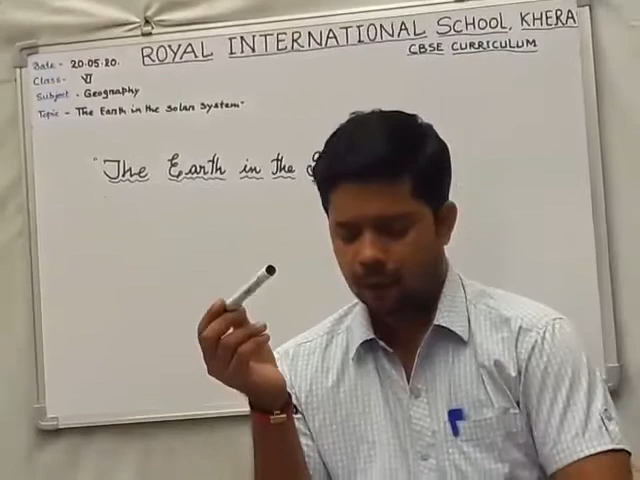 ROYAL INTERNATIONAL SCHOOL, KHERA
CBSE CURRICULUM
Date - 20.05.20.
Class - VI
Subject - Geography
Topic - The Earth in the Solar System"
"The Earth in the